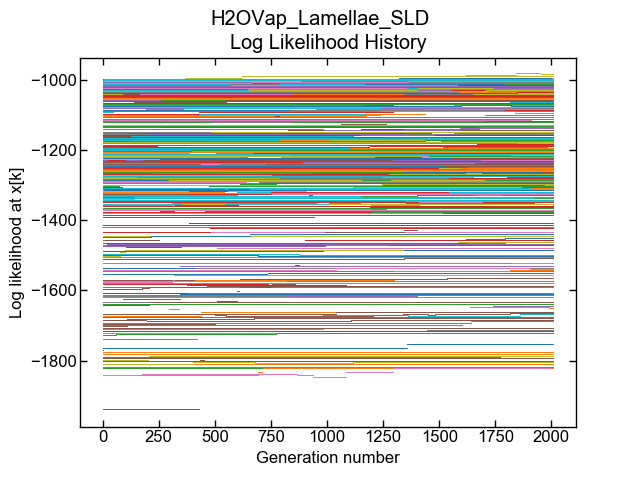 H2OVap_Lamellae_SLD
Log Likelihood History
Log likelihood at x[k]
−1000
−1200
−1400
−1600
−1800
0 250 500 750 1000 1250 1500 1750 2000
Generation number